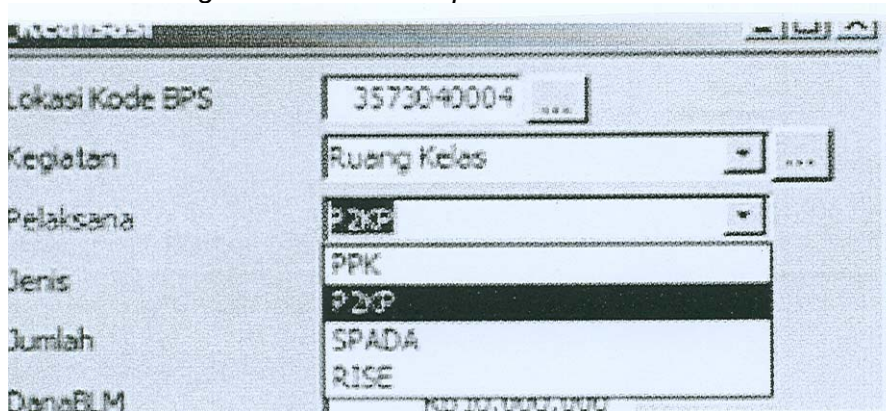 Lokasi Kode BPS 3573040004 ...
Kegiatan Ruang Kelas ...
Pelaksana P2KP
PPK
Jenis
P2KP
Jumlah SPADA
RISE
DanaBLM